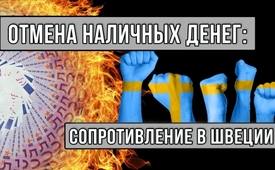 ОТМЕНА НАЛИЧНЫХ ДЕНЕГ:
СОПРОТИВЛЕНИЕ В ШВЕЦИИ